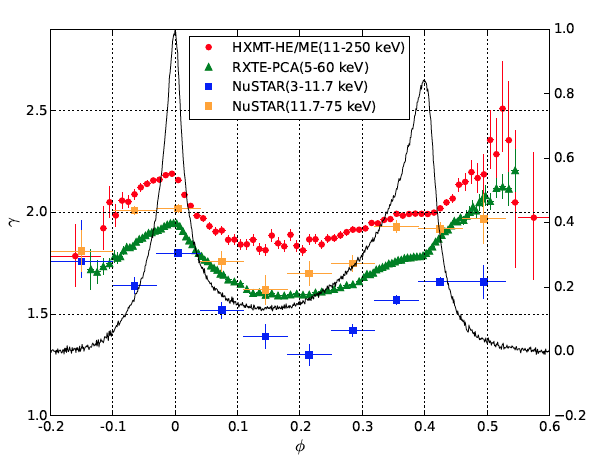 HXMT-HE/ME(11-250 keV)
RXTE-PCA(5-60 keV)
NuSTAR(3-11.7 keV)
NuSTAR(11.7-75 keV)
γ
2.5
2.0
1.5
1.0
1.0
0.8
0.6
0.4
0.2
0.0
−0.2
-0.2 -0.1 0 0.1 0.2 0.3 0.4 0.5 0.6
ϕ